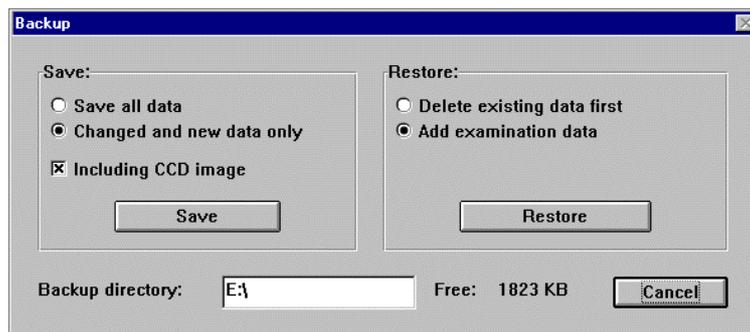 Backup
Save:
Save all data
Changed and new data only
Including CCD image
Save
Restore:
Delete existing data first
Add examination data
Restore
Backup directory: E:\ Free: 1823 KB Cancel